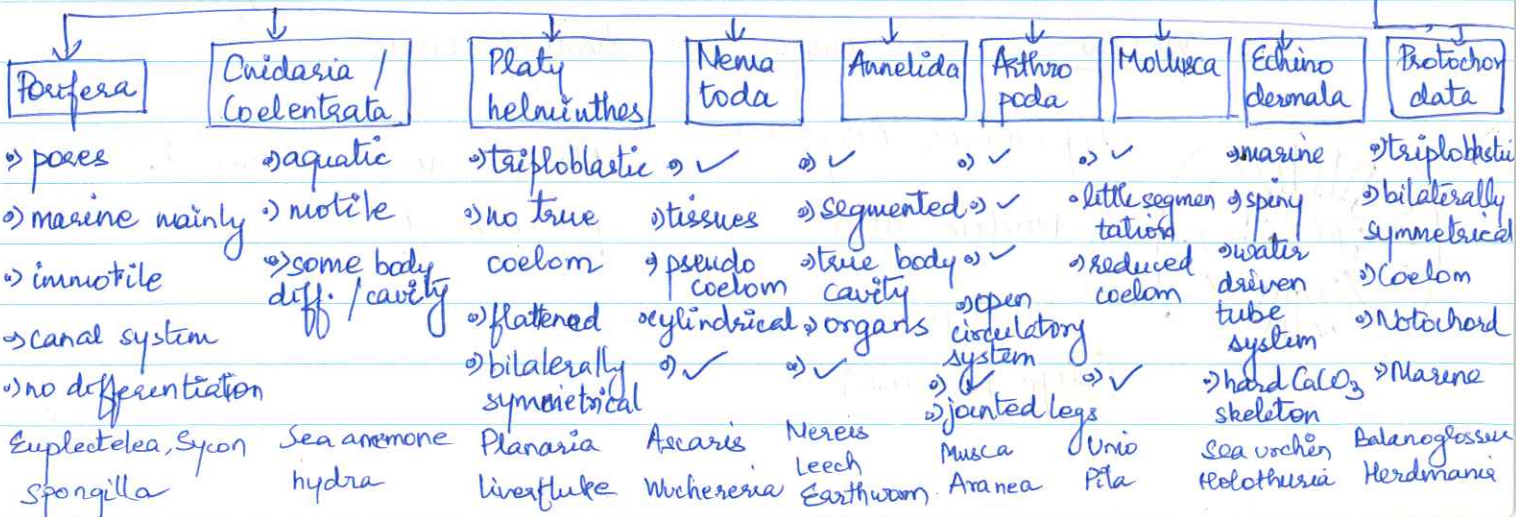 Porifera
•) pores
•) marine mainly
•) immotile
•) canal system
•) no differentiation
Euplectelea, Sycon
Spongilla
Cnidaria /
Coelentrata
•) aquatic
•) motile
•) some body
diff. / cavity
Sea anemone
hydra
Platy
helminthes
•) triploblastic
•) no true
coelom
•) flattened
•) bilaterally
symmetrical
Planaria
liverfluke
Nema
toda
•) ✓
•) tissues
•) pseudo
coelom
•) cylindrical
•) ✓
Ascaris
Wuchereria
Annelida
•) ✓
•) segmented
•) true body
cavity
•) organs
•) ✓
Nereis
Leech
Earthwom
Arthro
poda
•) ✓
•) ✓
•) ✓
•) open
circulatory
system
•) ✓
•) jointed legs
Musca
Aranea
Mollusca
•) ✓
• little segmen
tation
•) reduced
coelom
•) ✓
Unio
Pila
Echino
dermala
•) marine
•) spiny
•) water
driven
tube
system
•) hard CaCO3
skeleton
Sea urchin
Holothuria
Protochor
data
•) triploblastic
•) bilaterally
symmetrical
•) Coelom
•) Notochord
•) Marine
Balanoglossus
Herdmania